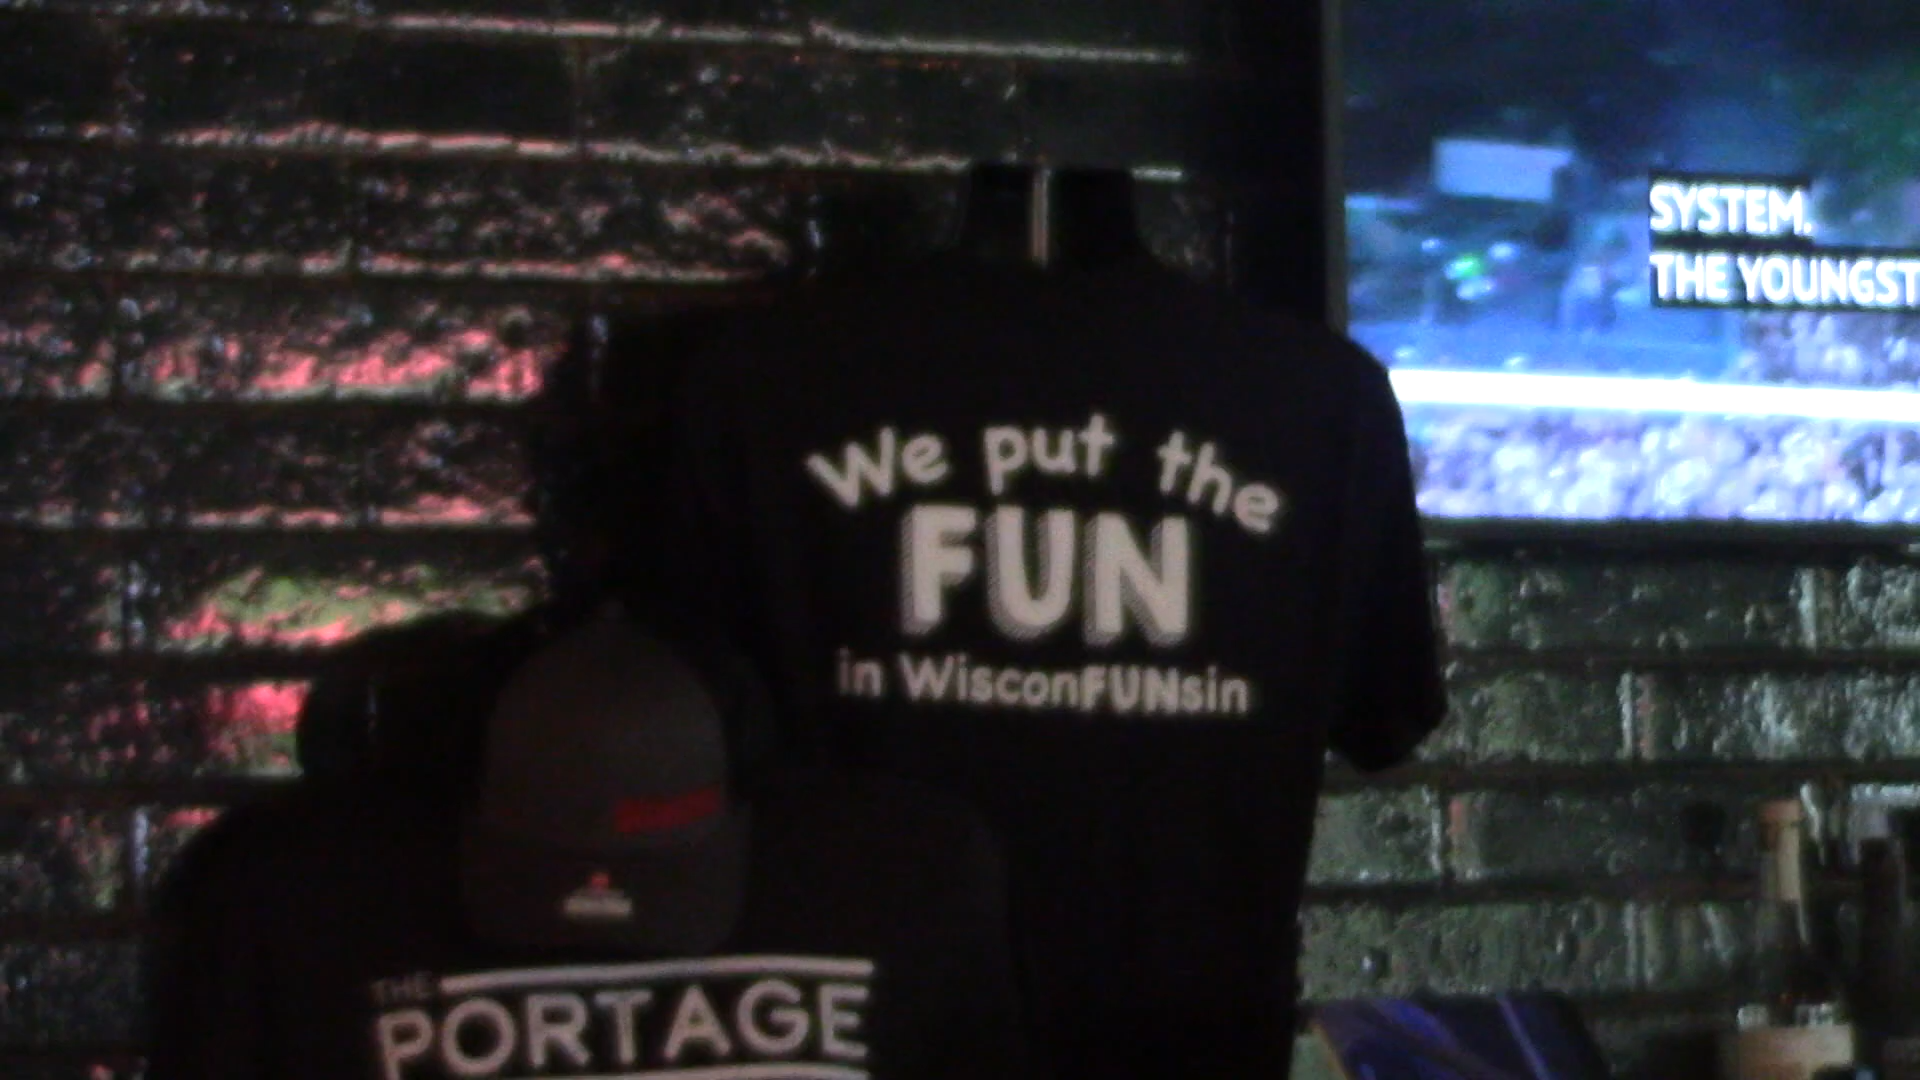 SYSTEM.
THE YOUNGST
We put the
FUN
in WisconFUNsin
THE
PORTAGE